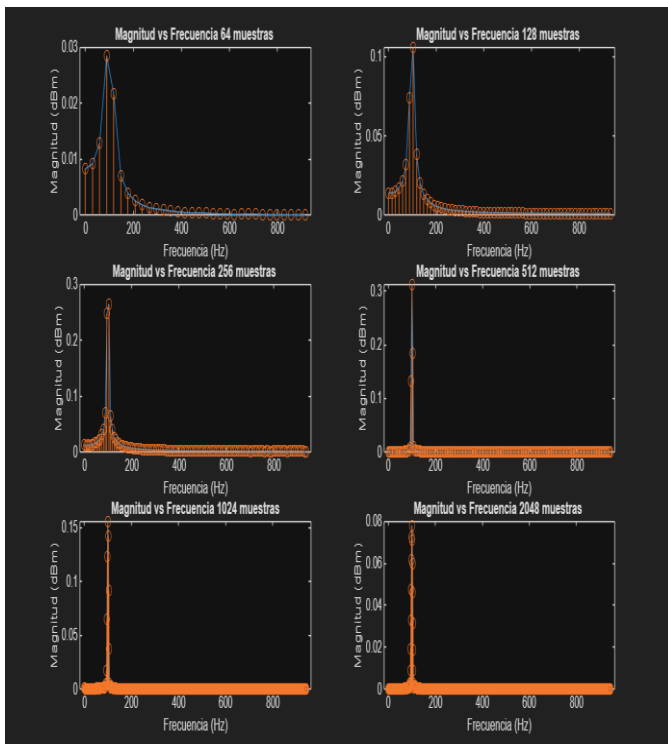 Magnitud vs Frecuencia 64 muestras
0.03
0.02
0.01
0
Magnitud (dBm)
0 200 400 600 800
Frecuencia (Hz)
Magnitud vs Frecuencia 128 muestras
0.1
0.05
0
Magnitud (dBm)
0 200 400 600 800
Frecuencia (Hz)
Magnitud vs Frecuencia 256 muestras
0.3
0.2
0.1
0
Magnitud (dBm)
0 200 400 600 800
Frecuencia (Hz)
Magnitud vs Frecuencia 512 muestras
0.3
0.2
0.1
0
Magnitud (dBm)
0 200 400 600 800
Frecuencia (Hz)
Magnitud vs Frecuencia 1024 muestras
0.15
0.1
0.05
0
Magnitud (dBm)
0 200 400 600 800
Frecuencia (Hz)
Magnitud vs Frecuencia 2048 muestras
0.08
0.06
0.04
0.02
0
Magnitud (dBm)
0 200 400 600 800
Frecuencia (Hz)